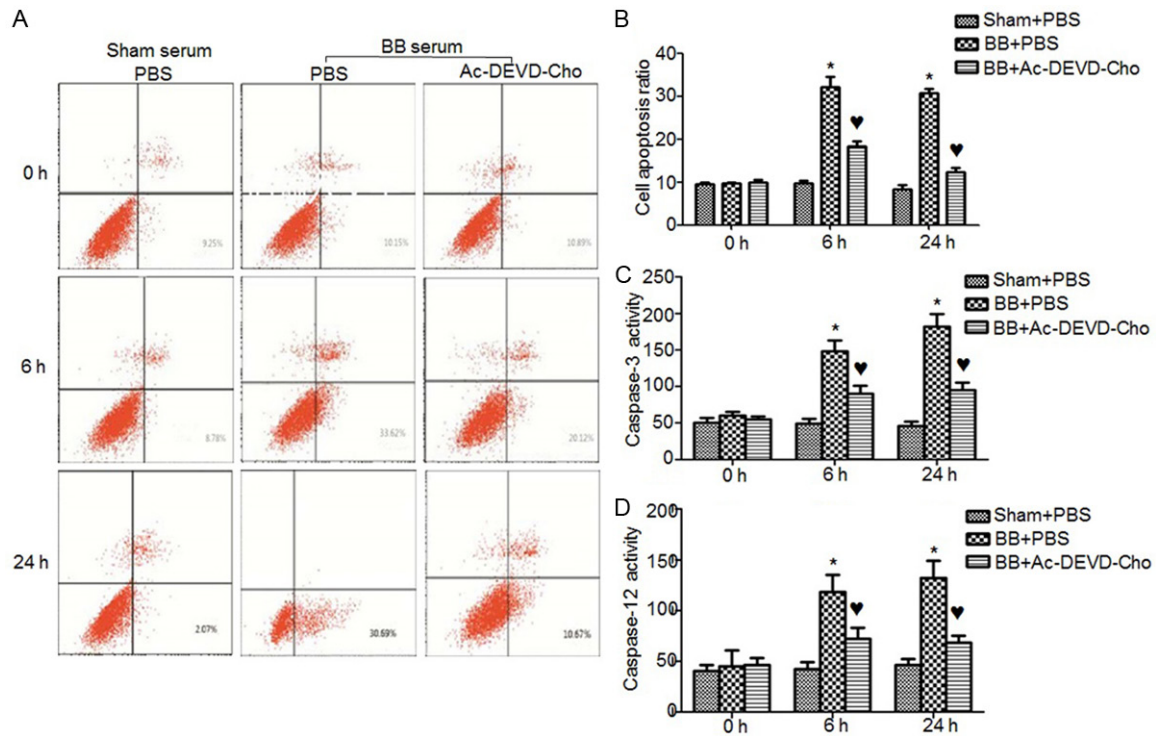 A
Sham serum
PBS
BB serum
PBS
Ac-DEVD-Cho
0 h
9.25%
10.15%
10.89%
6 h
8.78%
33.62%
20.12%
24 h
2.07%
30.69%
10.67%
B
Sham+PBS
BB+PBS
BB+Ac-DEVD-Cho
Cell apoptosis ratio
40
30
20
10
0
* *
♥ ♥
0 h 6 h 24 h
C
Sham+PBS
BB+PBS
BB+Ac-DEVD-Cho
Caspase-3 activity
250
200
150
100
50
0
* *
♥ ♥
0 h 6 h 24 h
D
Sham+PBS
BB+PBS
BB+Ac-DEVD-Cho
Caspase-12 activity
200
150
100
50
0
* *
♥ ♥
0 h 6 h 24 h